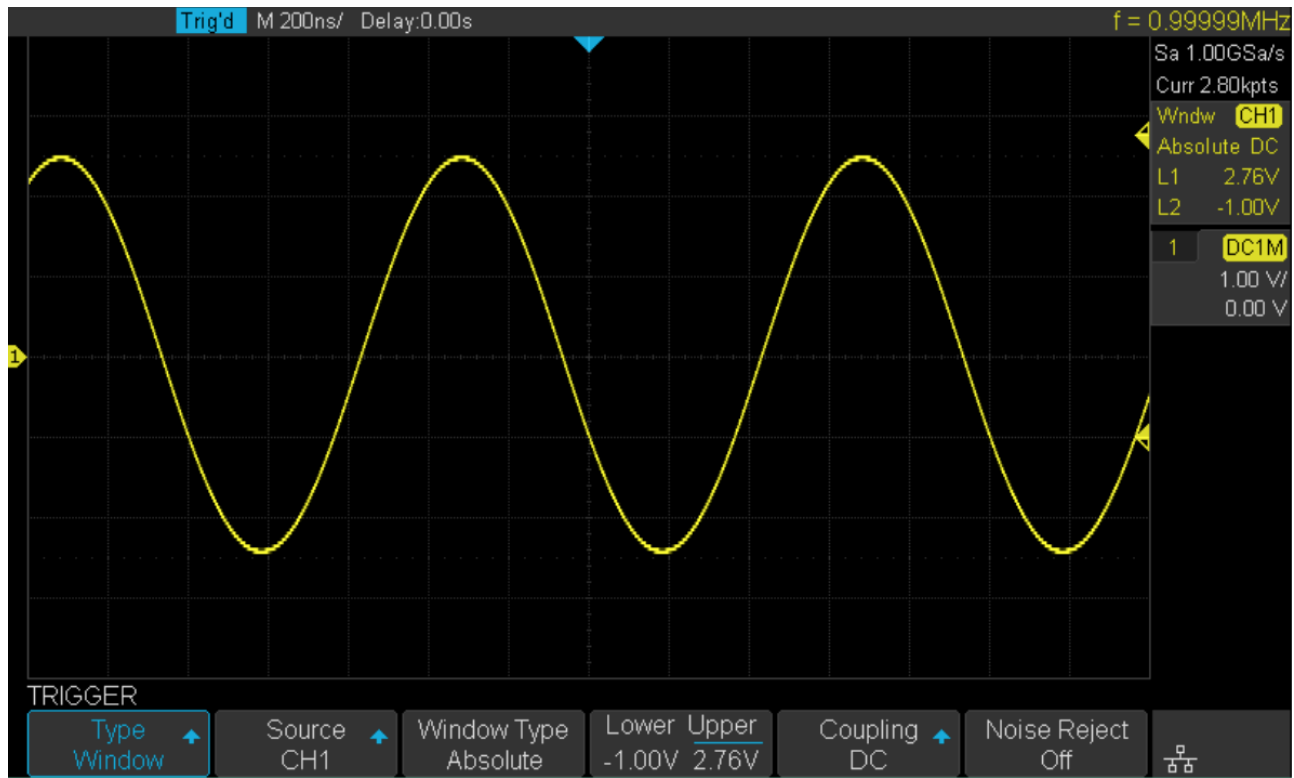 Trig'd M 200ns/ Delay:0.00s f = 0.99999MHz
Sa 1.00GSa/s
Curr 2.80kpts
Wndw CH1
Absolute DC
L1 2.76V
L2 -1.00V
1 DC1M
1.00 V/
0.00 V
1
TRIGGER
Type Source Window Type Lower Upper Coupling Noise Reject
Window CH1 Absolute -1.00V 2.76V DC Off